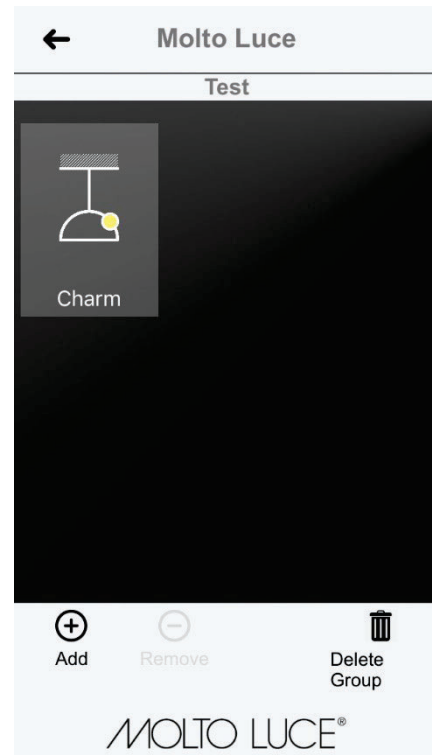 Molto Luce
Test
Charm
Add
Remove
Delete
Group
MOLTO LUCE®